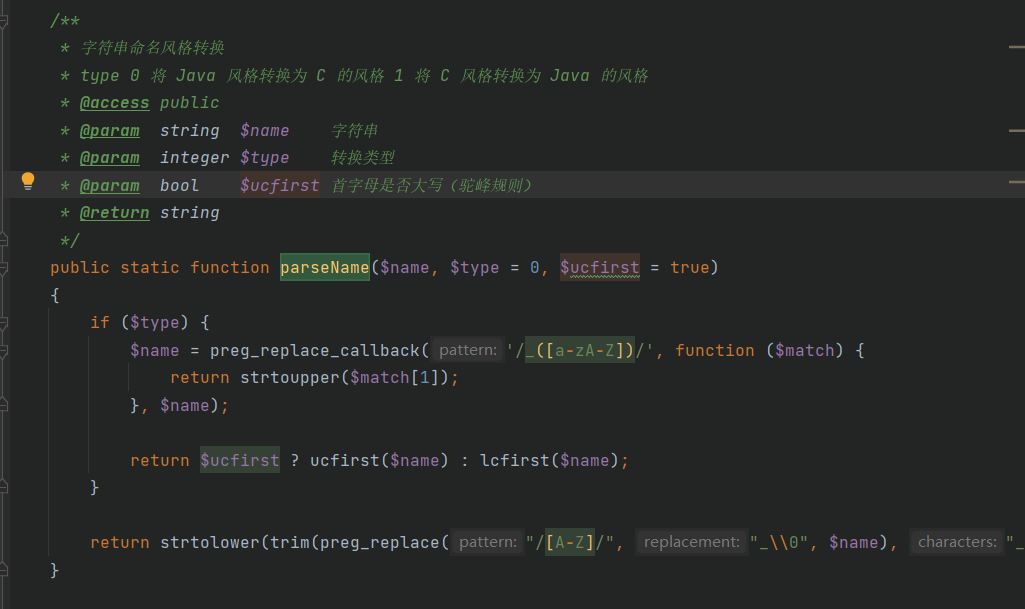 /**
 * 字符串命名风格转换
 * type 0 将 Java 风格转换为 C 的风格 1 将 C 风格转换为 Java 的风格
 * @access public
 * @param  string  $name    字符串
 * @param  integer $type    转换类型
 * @param  bool    $ucfirst 首字母是否大写（驼峰规则）
 * @return string
 */
public static function parseName($name, $type = 0, $ucfirst = true)
{
    if ($type) {
        $name = preg_replace_callback( pattern: '/_([a-zA-Z])/', function ($match) {
            return strtoupper($match[1]);
        }, $name);
        return $ucfirst ? ucfirst($name) : lcfirst($name);
    }
    return strtolower(trim(preg_replace( pattern: "/[A-Z]/", replacement: "_\\0", $name), characters: "_
}